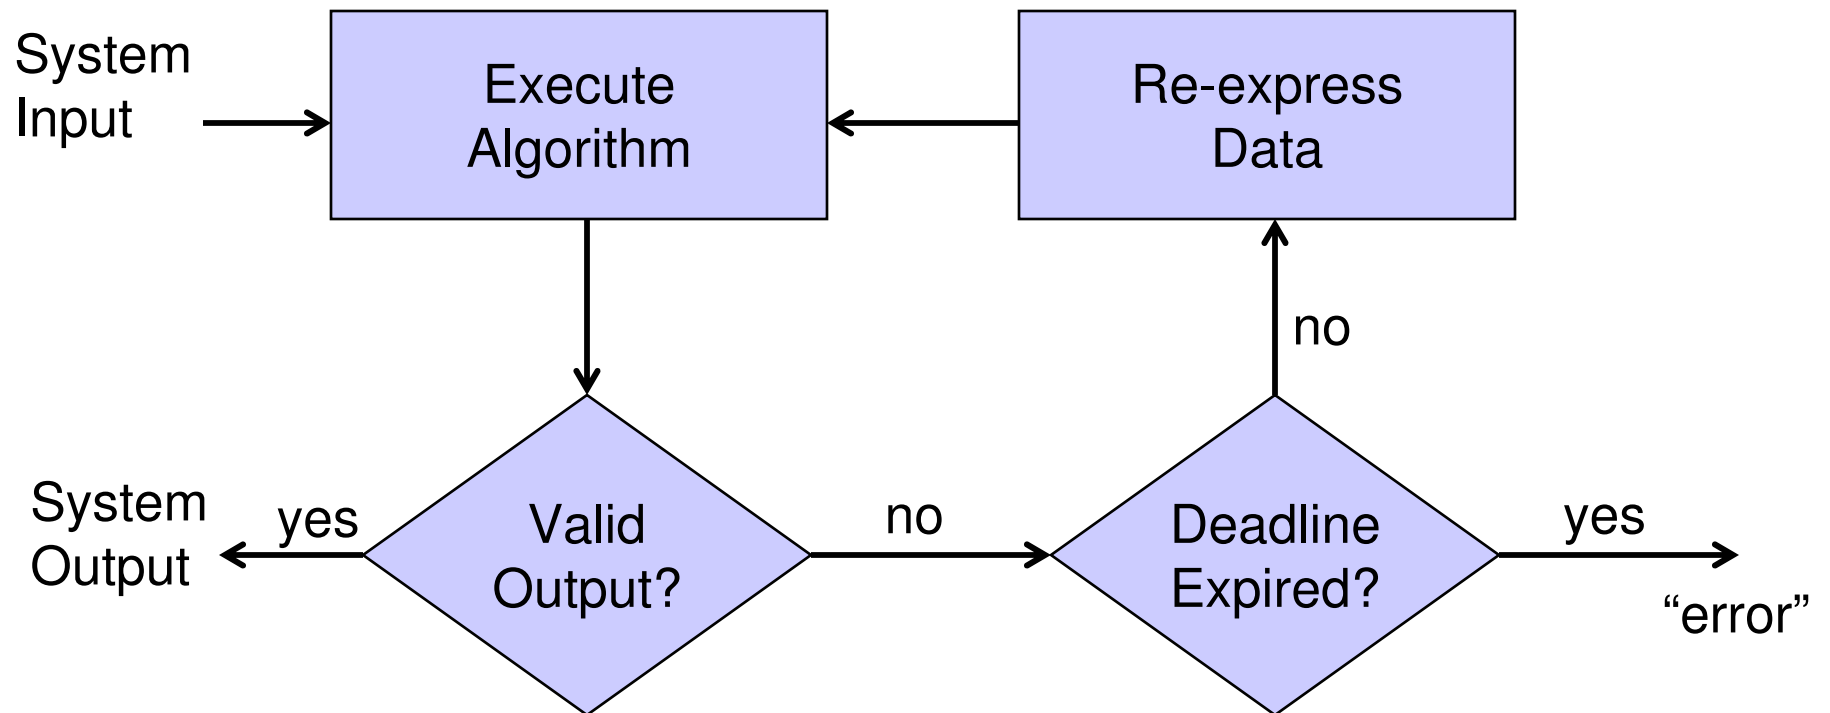 System
Input
Execute
Algorithm
Re-express
Data
no
System
Output
yes
Valid
Output?
no
Deadline
Expired?
yes
“error”